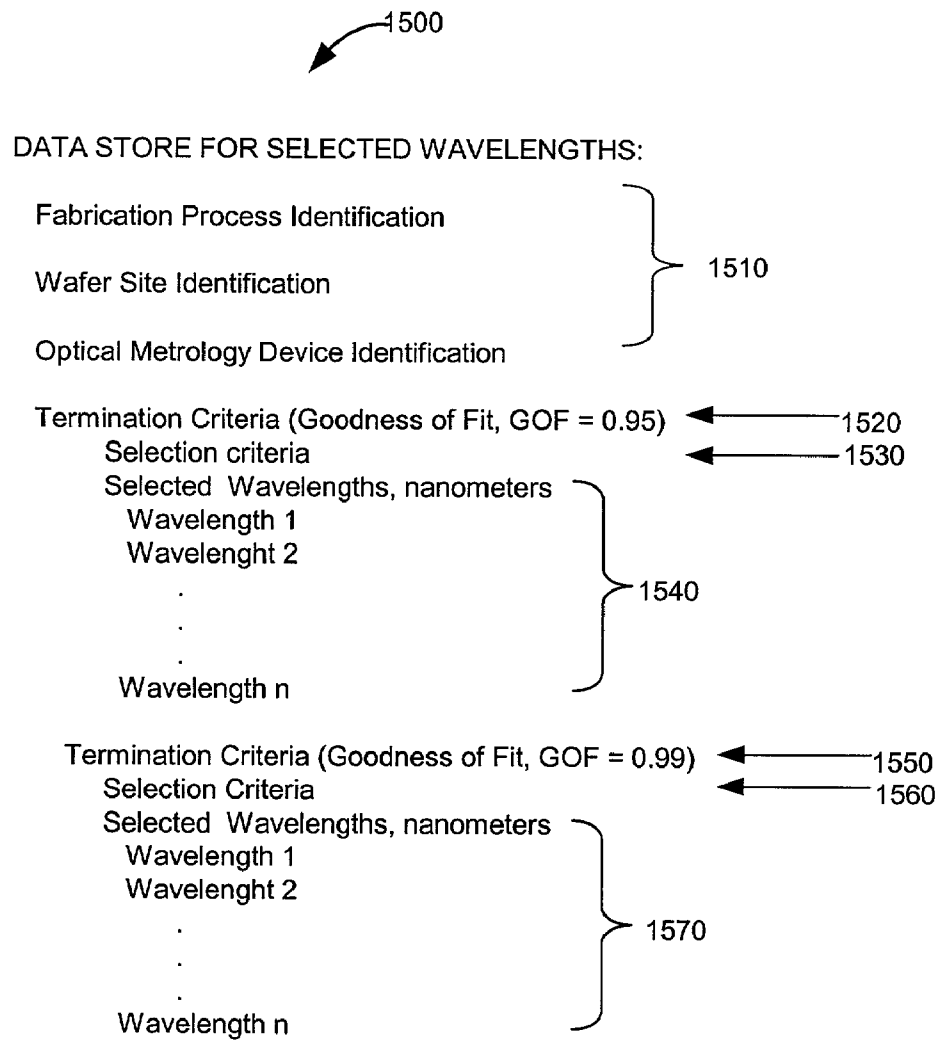 1500
DATA STORE FOR SELECTED WAVELENGTHS:
Fabrication Process Identification
Wafer Site Identification
1510
Optical Metrology Device Identification
Termination Criteria (Goodness of Fit, GOF = 0.95)
1520
Selection criteria
1530
Selected Wavelengths, nanometers
Wavelength 1
Wavelenght 2
.
1540
.
.
Wavelength n
Termination Criteria (Goodness of Fit, GOF = 0.99)
1550
Selection Criteria
1560
Selected Wavelengths, nanometers
Wavelength 1
Wavelenght 2
.
1570
.
.
Wavelength n